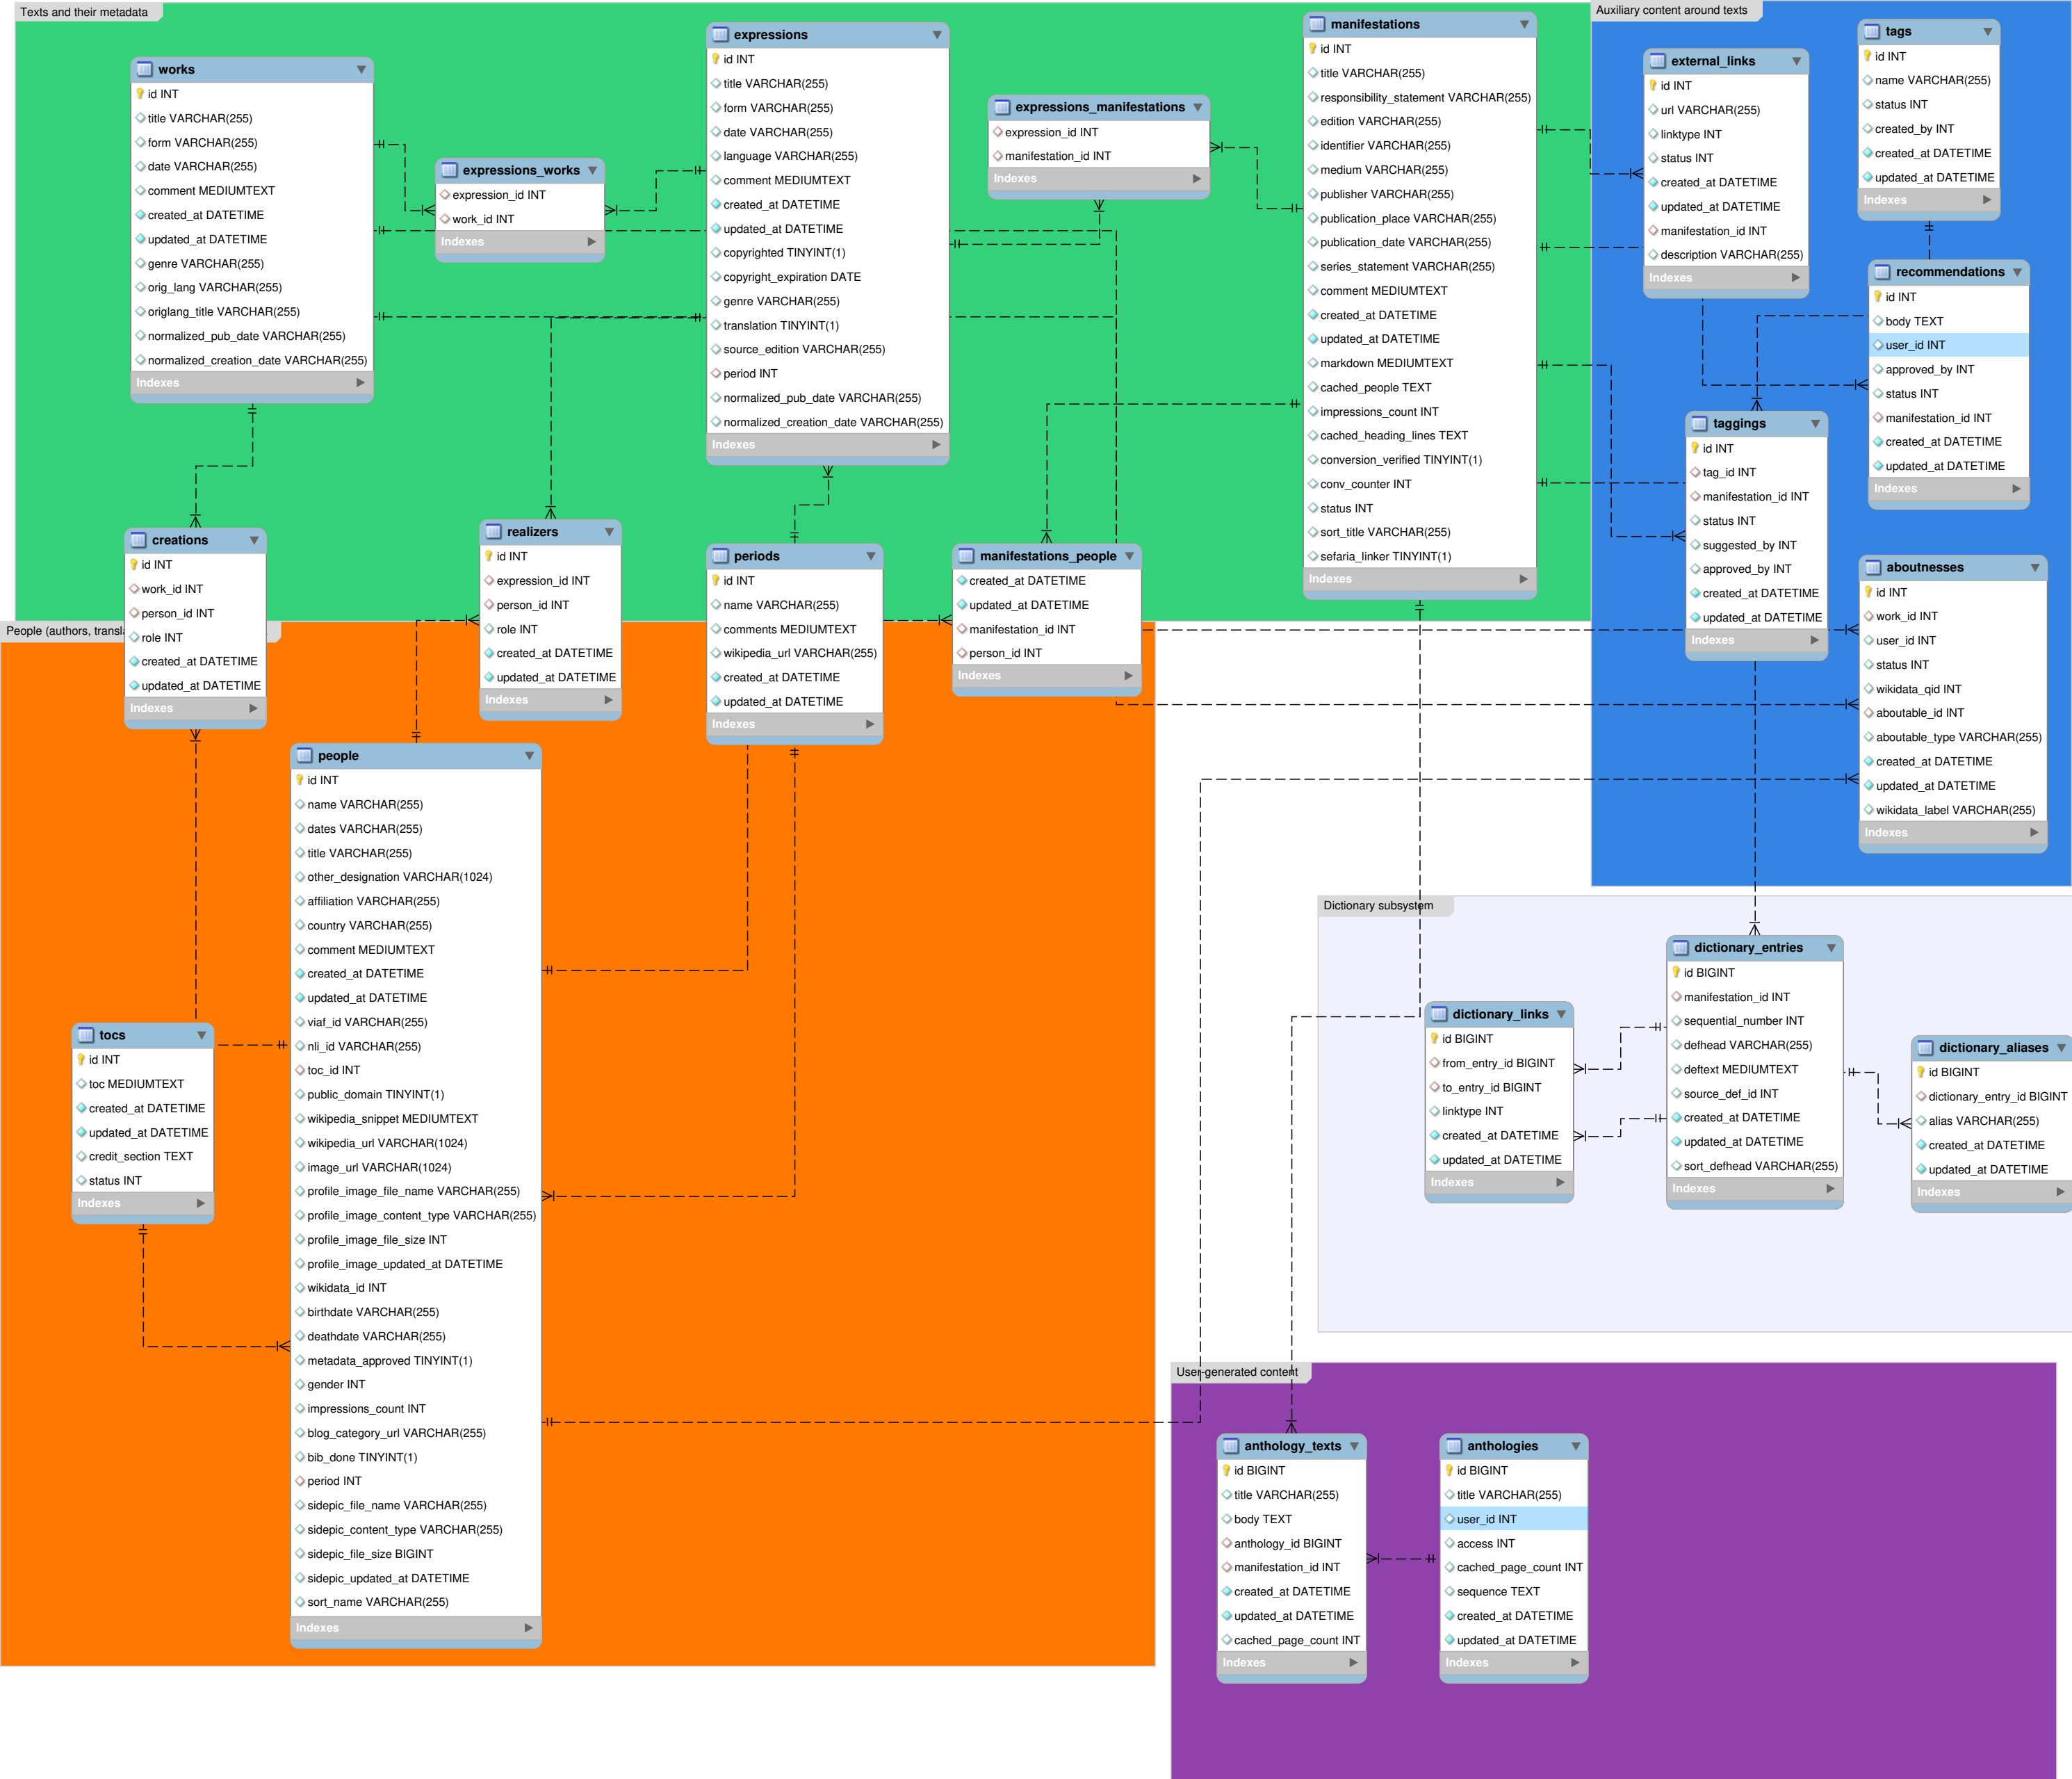 Texts and their metadata
works
id INT
title VARCHAR(255)
form VARCHAR(255)
date VARCHAR(255)
comment MEDIUMTEXT
created_at DATETIME
updated_at DATETIME
genre VARCHAR(255)
orig_lang VARCHAR(255)
origlang_title VARCHAR(255)
normalized_pub_date VARCHAR(255)
normalized_creation_date VARCHAR(255)
Indexes
expressions_works
expression_id INT
work_id INT
Indexes
expressions
id INT
title VARCHAR(255)
form VARCHAR(255)
date VARCHAR(255)
language VARCHAR(255)
comment MEDIUMTEXT
created_at DATETIME
updated_at DATETIME
copyrighted TINYINT(1)
copyright_expiration DATE
genre VARCHAR(255)
translation TINYINT(1)
source_edition VARCHAR(255)
period INT
normalized_pub_date VARCHAR(255)
normalized_creation_date VARCHAR(255)
Indexes
expressions_manifestations
expression_id INT
manifestation_id INT
Indexes
manifestations
id INT
title VARCHAR(255)
responsibility_statement VARCHAR(255)
edition VARCHAR(255)
identifier VARCHAR(255)
medium VARCHAR(255)
publisher VARCHAR(255)
publication_place VARCHAR(255)
publication_date VARCHAR(255)
series_statement VARCHAR(255)
comment MEDIUMTEXT
created_at DATETIME
updated_at DATETIME
markdown MEDIUMTEXT
cached_people TEXT
impressions_count INT
cached_heading_lines TEXT
conversion_verified TINYINT(1)
conv_counter INT
status INT
sort_title VARCHAR(255)
sefaria_linker TINYINT(1)
Indexes
Auxiliary content around texts
external_links
id INT
url VARCHAR(255)
linktype INT
status INT
created_at DATETIME
updated_at DATETIME
manifestation_id INT
description VARCHAR(255)
Indexes
tags
id INT
name VARCHAR(255)
status INT
created_by INT
created_at DATETIME
updated_at DATETIME
Indexes
recommendations
id INT
body TEXT
user_id INT
approved_by INT
status INT
manifestation_id INT
created_at DATETIME
updated_at DATETIME
Indexes
taggings
id INT
tag_id INT
manifestation_id INT
status INT
suggested_by INT
approved_by INT
created_at DATETIME
updated_at DATETIME
Indexes
aboutnesses
id INT
work_id INT
user_id INT
status INT
wikidata_qid INT
aboutable_id INT
aboutable_type VARCHAR(255)
created_at DATETIME
updated_at DATETIME
wikidata_label VARCHAR(255)
Indexes
People (authors,
creations
id INT
work_id INT
person_id INT
role INT
created_at DATETIME
updated_at DATETIME
Indexes
realizers
id INT
expression_id INT
person_id INT
role INT
created_at DATETIME
updated_at DATETIME
Indexes
periods
id INT
name VARCHAR(255)
comments MEDIUMTEXT
wikipedia_url VARCHAR(255)
created_at DATETIME
updated_at DATETIME
Indexes
manifestations_people
created_at DATETIME
updated_at DATETIME
manifestation_id INT
person_id INT
Indexes
people
id INT
name VARCHAR(255)
dates VARCHAR(255)
title VARCHAR(255)
other_designation VARCHAR(1024)
affiliation VARCHAR(255)
country VARCHAR(255)
comment MEDIUMTEXT
created_at DATETIME
updated_at DATETIME
viaf_id VARCHAR(255)
nli_id VARCHAR(255)
toc_id INT
public_domain TINYINT(1)
wikipedia_snippet MEDIUMTEXT
wikipedia_url VARCHAR(1024)
image_url VARCHAR(1024)
profile_image_file_name VARCHAR(255)
profile_image_content_type VARCHAR(255)
profile_image_file_size INT
profile_image_updated_at DATETIME
wikidata_id INT
birthdate VARCHAR(255)
deathdate VARCHAR(255)
metadata_approved TINYINT(1)
gender INT
impressions_count INT
blog_category_url VARCHAR(255)
bib_done TINYINT(1)
period INT
sidepic_file_name VARCHAR(255)
sidepic_content_type VARCHAR(255)
sidepic_file_size BIGINT
sidepic_updated_at DATETIME
sort_name VARCHAR(255)
Indexes
tocs
id INT
toc MEDIUMTEXT
created_at DATETIME
updated_at DATETIME
credit_section TEXT
status INT
Indexes
Dictionary subsystem
dictionary_links
id BIGINT
from_entry_id BIGINT
to_entry_id BIGINT
linktype INT
created_at DATETIME
updated_at DATETIME
Indexes
dictionary_entries
id BIGINT
manifestation_id INT
sequential_number INT
defhead VARCHAR(255)
deftext MEDIUMTEXT
source_def_id INT
created_at DATETIME
updated_at DATETIME
sort_defhead VARCHAR(255)
Indexes
dictionary_aliases
id BIGINT
dictionary_entry_id BIGINT
alias VARCHAR(255)
created_at DATETIME
updated_at DATETIME
Indexes
User-generated content
anthology_texts
id BIGINT
title VARCHAR(255)
body TEXT
anthology_id BIGINT
manifestation_id INT
created_at DATETIME
updated_at DATETIME
cached_page_count INT
Indexes
anthologies
id BIGINT
title VARCHAR(255)
user_id INT
access INT
cached_page_count INT
sequence TEXT
created_at DATETIME
updated_at DATETIME
Indexes